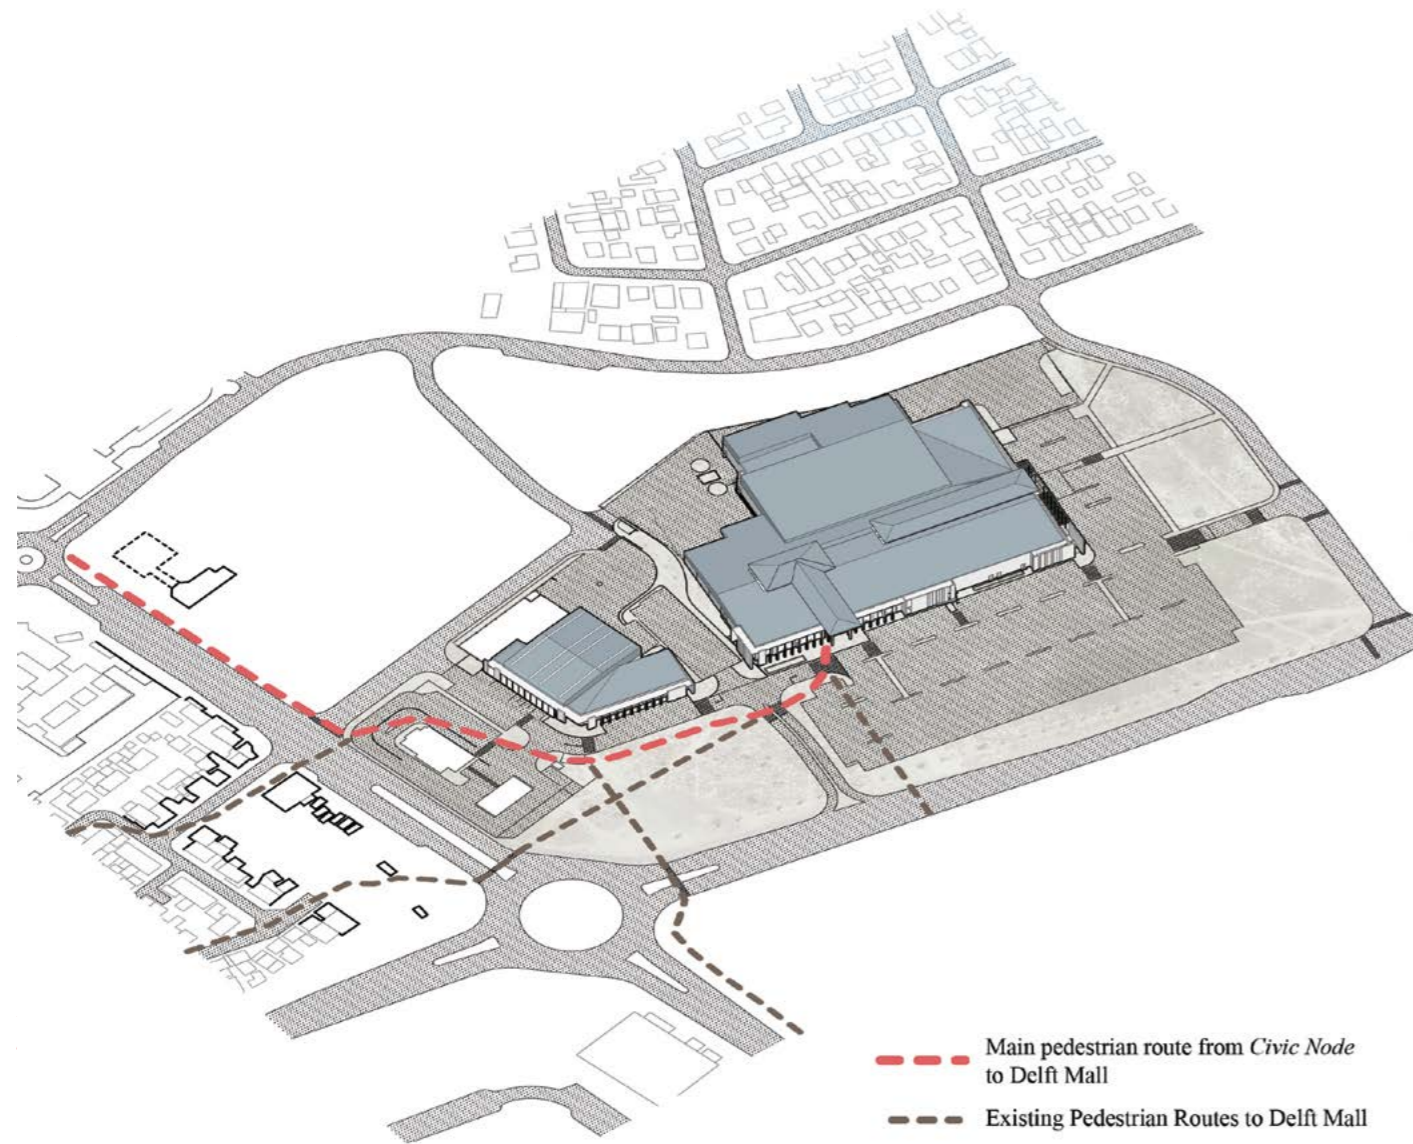 Main pedestrian route from Civic Node
to Delft Mall
Existing Pedestrian Routes to Delft Mall